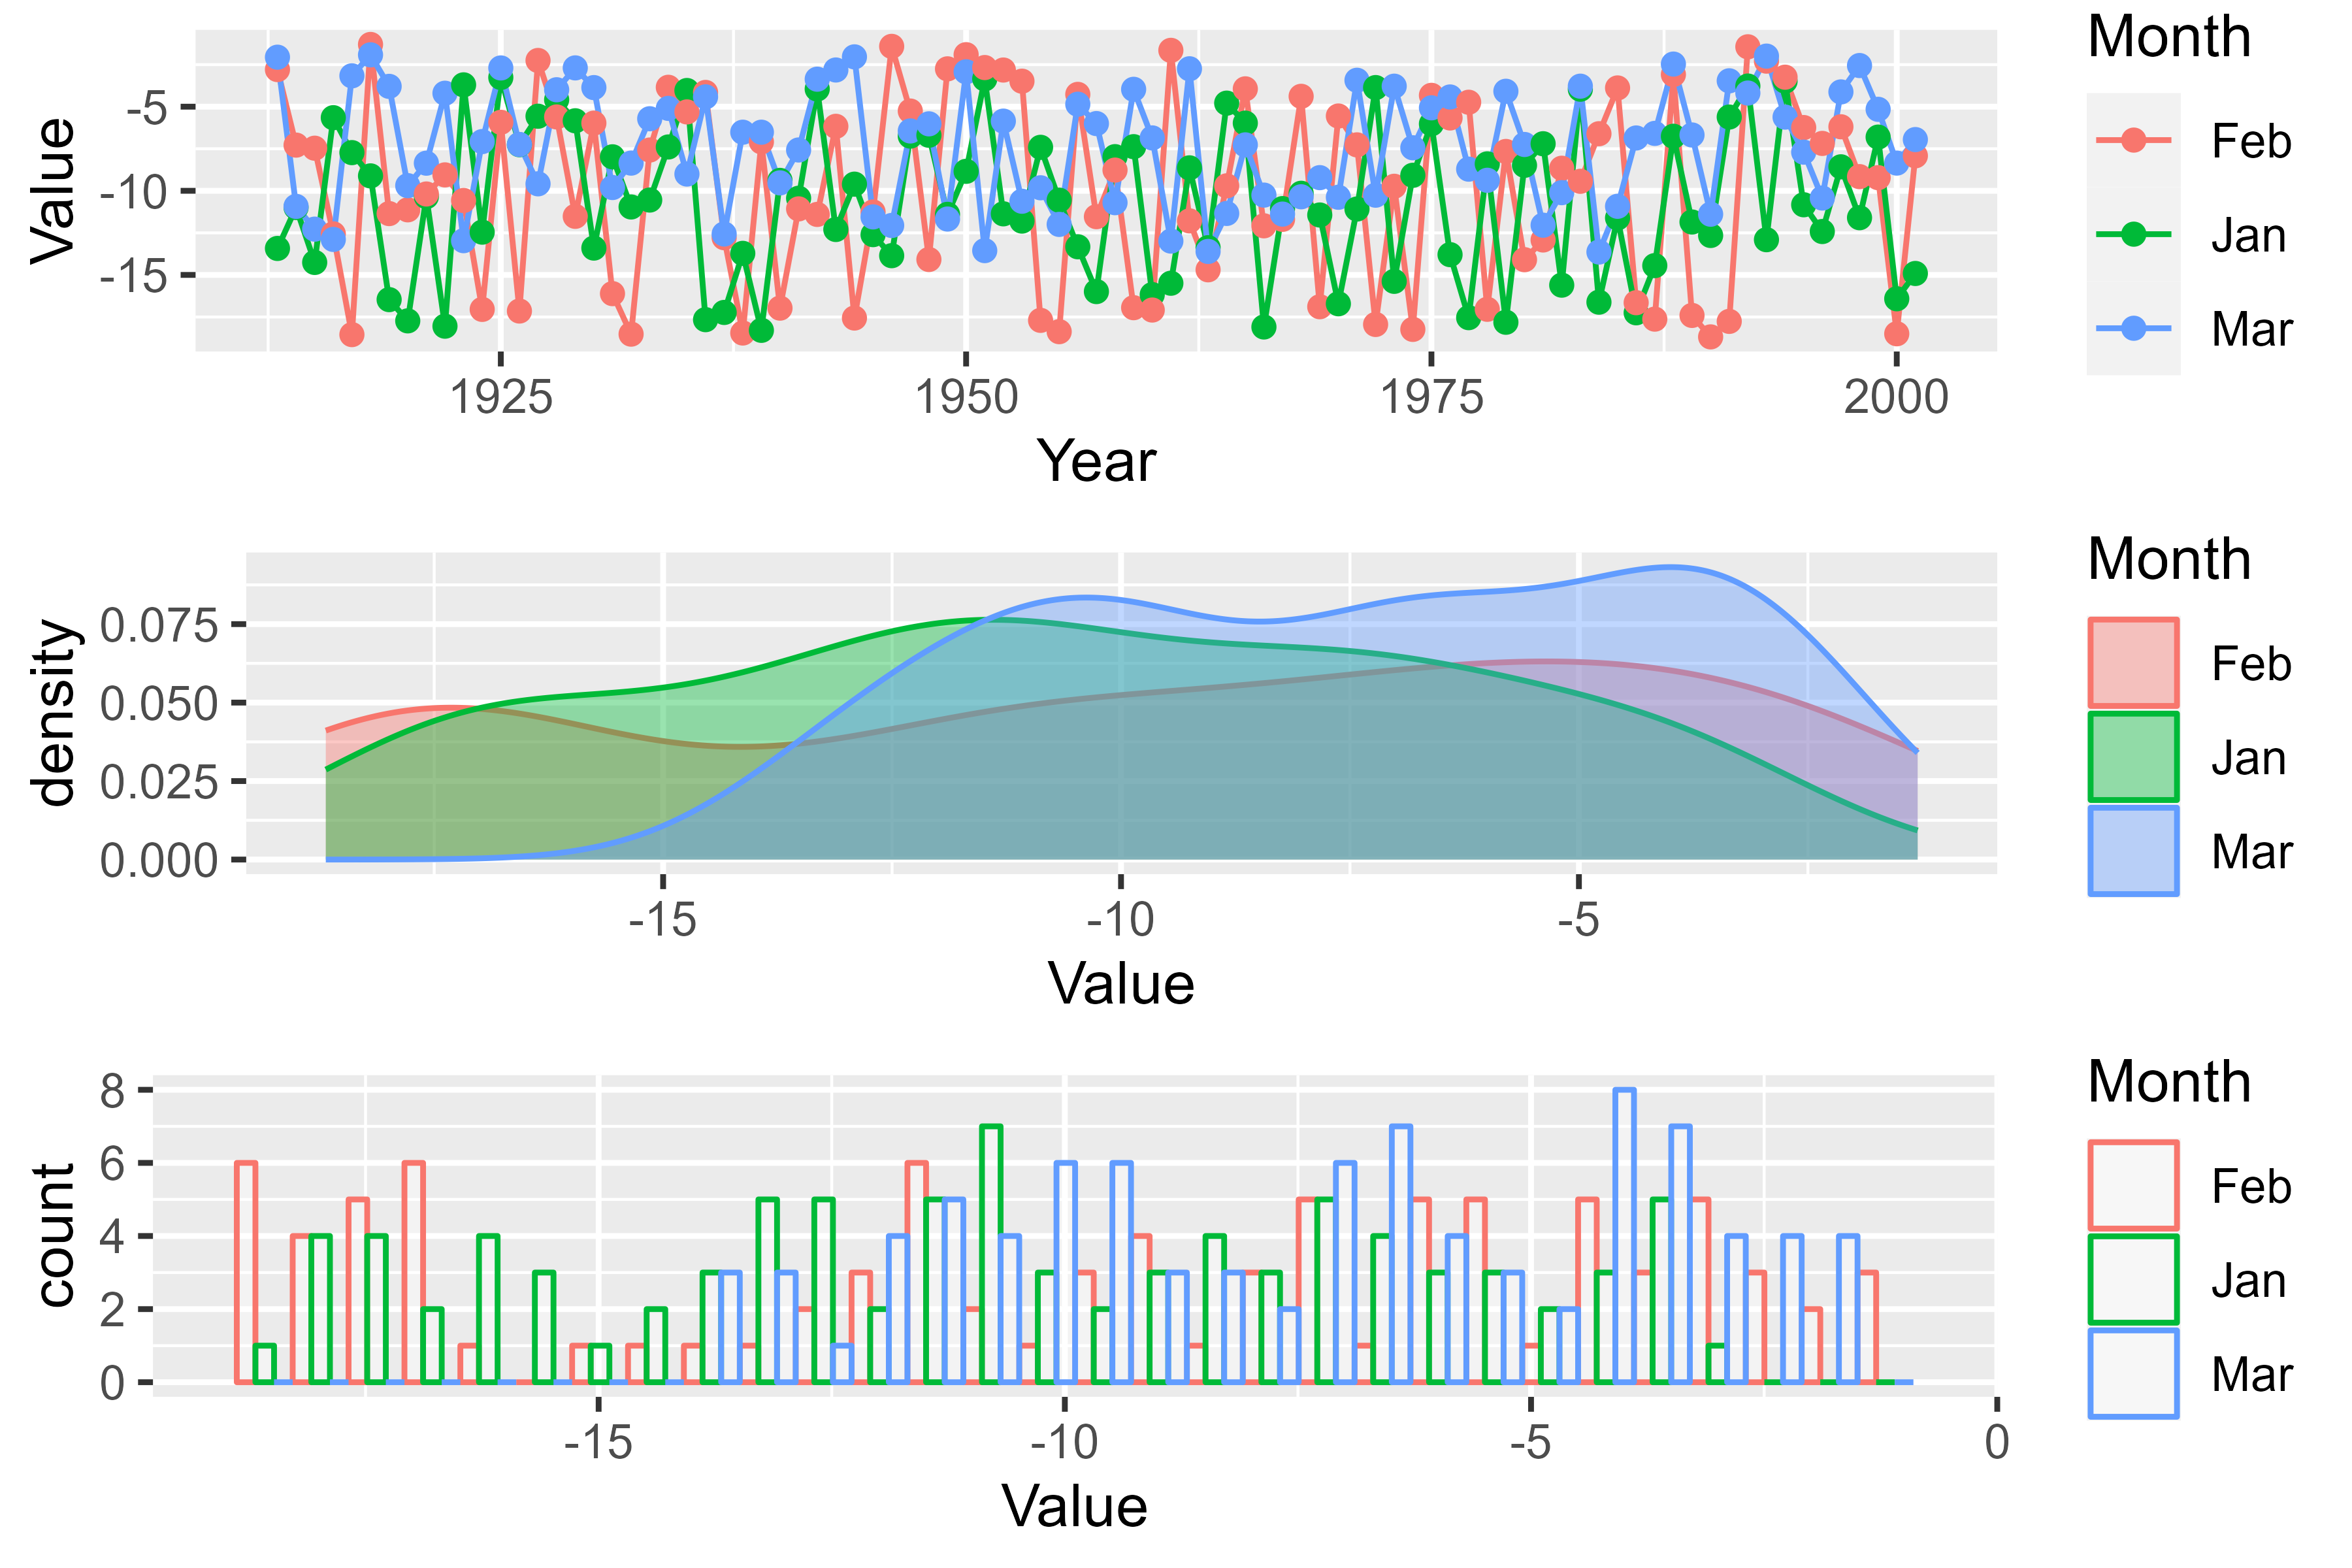 Month
Value
-5
-10
-15
Feb
Jan
Mar
1925 1950 1975 2000
Year
Month
density
0.075
0.050
0.025
0.000
Feb
Jan
Mar
-15 -10 -5
Value
Month
count
8
6
4
2
0
Feb
Jan
Mar
-15 -10 -5 0
Value